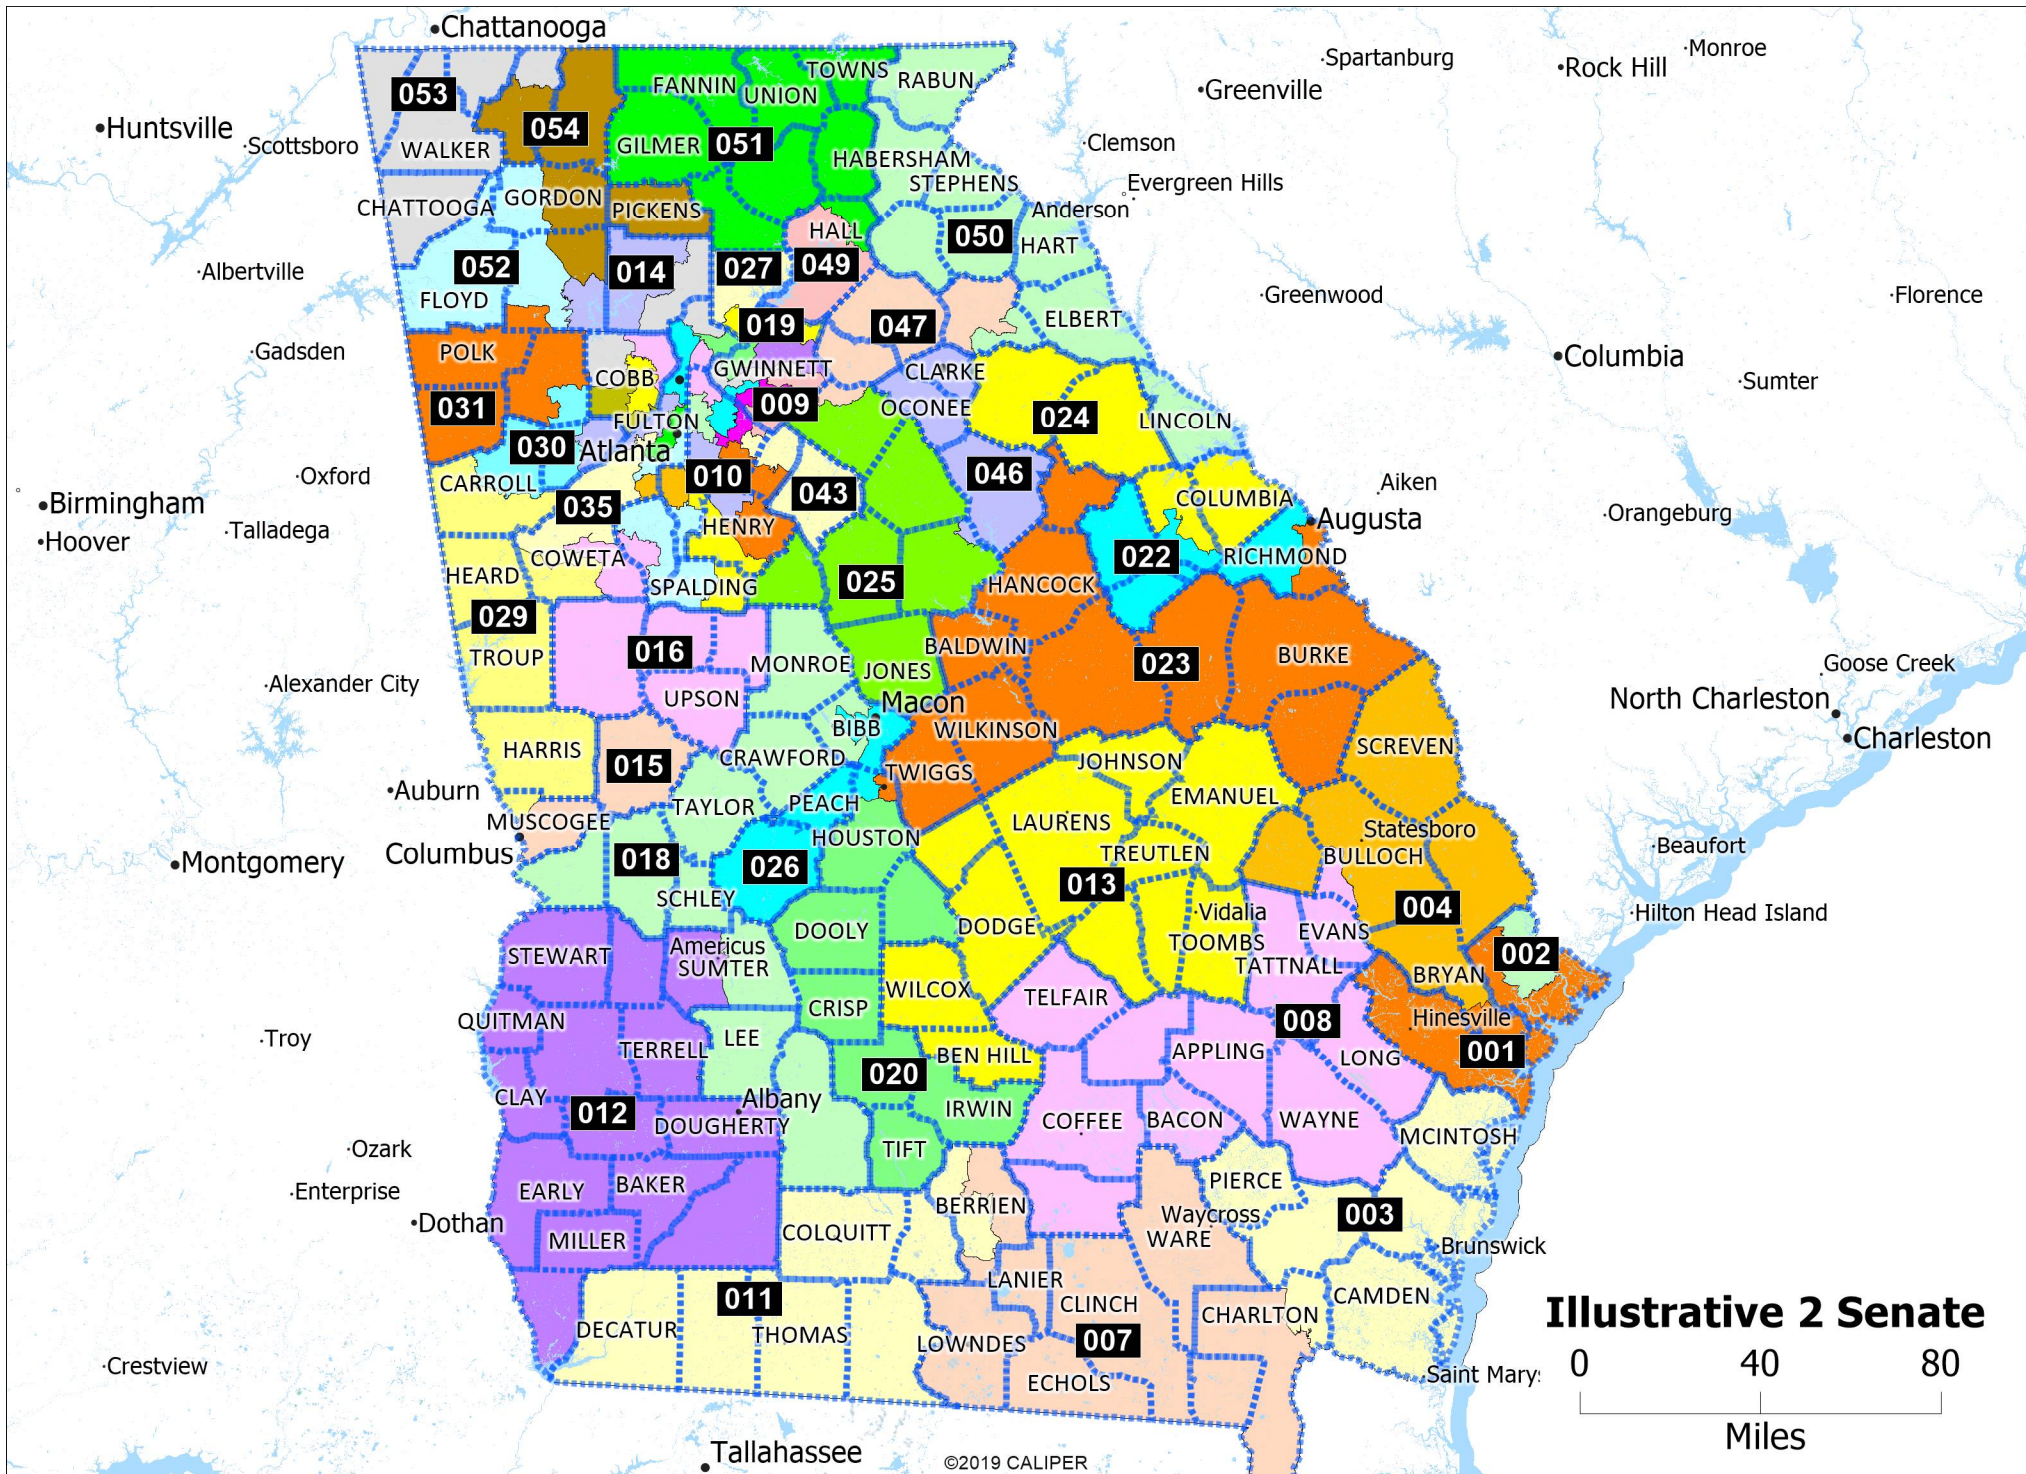 Chattanooga
Spartanburg
Monroe
Rock Hill
Greenville
Huntsville
Scottsboro
Clemson
Evergreen Hills
Anderson
Albertville
Greenwood
Florence
Gadsden
Columbia
Sumter
Oxford
Birmingham
Hoover
Talladega
Aiken
Augusta
Orangeburg
Alexander City
Goose Creek
North Charleston
Charleston
Auburn
Columbus
Montgomery
Beaufort
Hilton Head Island
Troy
Ozark
Enterprise
Dothan
Crestview
Tallahassee
053
WALKER
CHATTOOGA
054
GORDON
PICKENS
FANNIN
UNION
TOWNS
RABUN
GILMER
051
HABERSHAM
STEPHENS
HALL
050
HART
052
FLOYD
014
027
049
019
047
ELBERT
POLK
COBB
GWINNETT
CLARKE
031
009
OCONEE
024
LINCOLN
FULTON
030
Atlanta
010
046
CARROLL
035
043
COLUMBIA
HENRY
COWETA
022
RICHMOND
HEARD
SPALDING
025
HANCOCK
029
TROUP
016
MONROE
JONES
BALDWIN
023
BURKE
UPSON
Macon
BIBB
WILKINSON
SCREVEN
HARRIS
015
CRAWFORD
TWIGGS
JOHNSON
TAYLOR
PEACH
EMANUEL
MUSCOGEE
HOUSTON
LAURENS
Statesboro
BULLOCH
018
026
TREUTLEN
013
SCHLEY
004
DOOLY
DODGE
Vidalia
TOOMBS
EVANS
002
STEWART
Americus
SUMTER
TATTNALL
BRYAN
CRISP
WILCOX
TELFAIR
QUITMAN
008
Hinesville
LEE
TERRELL
BEN HILL
APPLING
LONG
001
020
CLAY
012
Albany
DOUGHERTY
IRWIN
COFFEE
BACON
WAYNE
MCINTOSH
TIFT
EARLY
BAKER
BERRIEN
PIERCE
Waycross
WARE
003
MILLER
COLQUITT
Brunswick
LANIER
CLINCH
CHARLTON
CAMDEN
011
DECATUR
THOMAS
LOWNDES
007
ECHOLS
Saint Mary
Illustrative 2 Senate
0 40 80
Miles
©2019 CALIPER